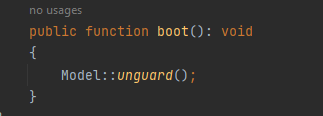 no usages
public function boot(): void
{
    Model::unguard();
}